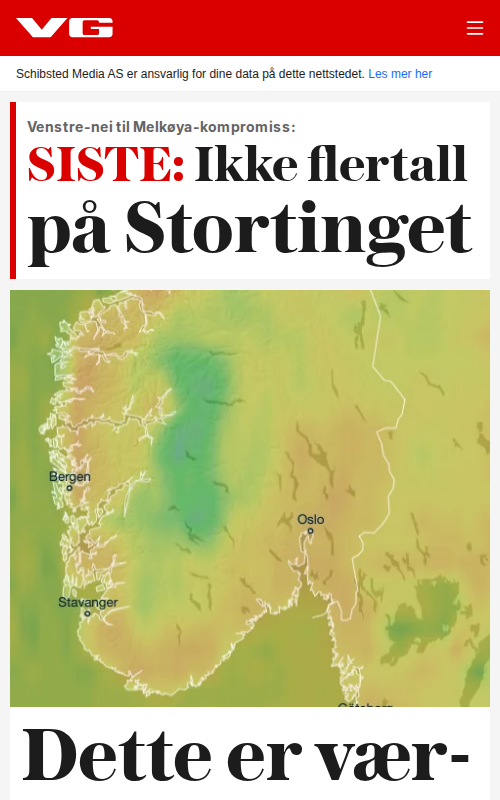 VG
Schibsted Media AS er ansvarlig for dine data på dette nettstedet. Les mer her
Venstre-nei til Melkøya-kompromiss:
SISTE: Ikke flertall
på Stortinget
Bergen
Oslo
Stavanger
Göteborg
Dette er vær-